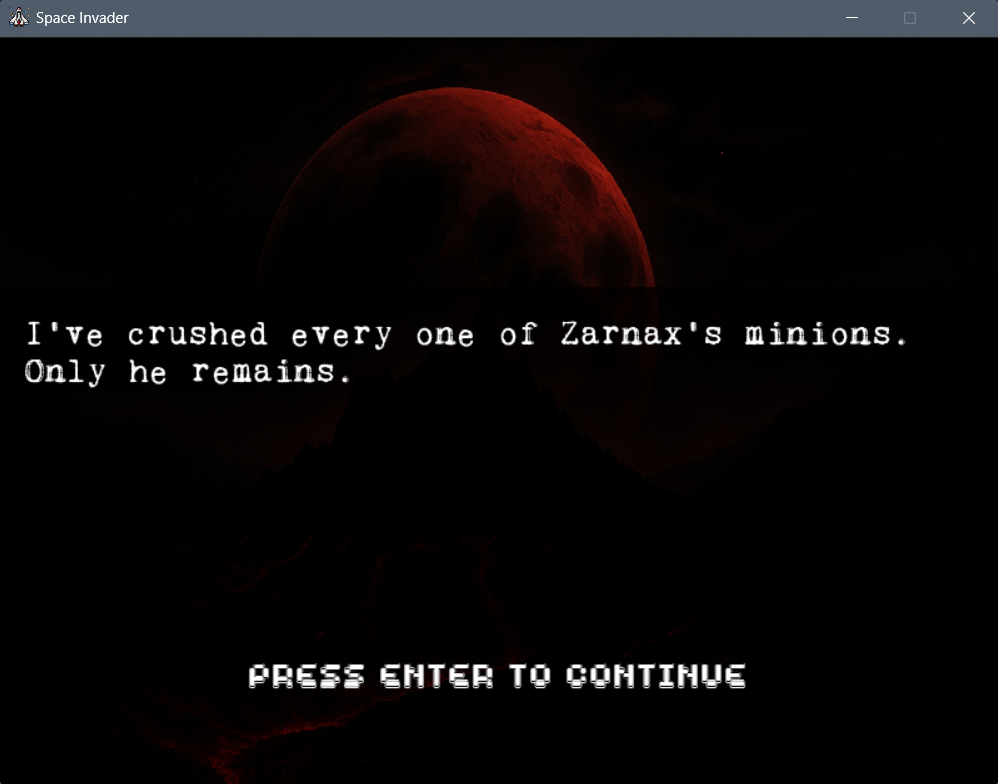 Space Invader
I've crushed every one of Zarnax's minions.
Only he remains.
PRESS ENTER TO CONTINUE